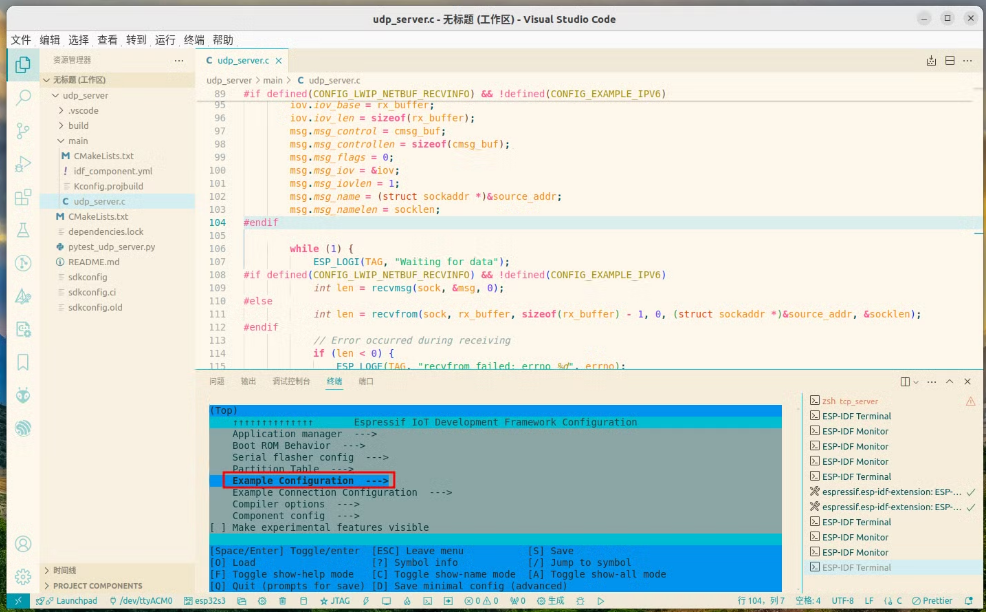 udp_server.c - 无标题 (工作区) - Visual Studio Code
文件 编辑 选择 查看 转到 运行 终端 帮助
资源管理器 ···
无标题 (工作区)
udp_server
.vscode
build
main
CMakeLists.txt
idf_component.yml
Kconfig.projbuild
udp_server.c
CMakeLists.txt
dependencies.lock
pytest_udp_server.py
README.md
sdkconfig
sdkconfig.ci
sdkconfig.old
时间线
PROJECT COMPONENTS
C udp_server.c ×
udp_server > main > C udp_server.c
89 #if defined(CONFIG_LWIP_NETBUF_RECVINFO) && !defined(CONFIG_EXAMPLE_IPV6)
95 iov.iov_base = rx_buffer;
96 iov.iov_len = sizeof(rx_buffer);
97 msg.msg_control = cmsg_buf;
98 msg.msg_controllen = sizeof(cmsg_buf);
99 msg.msg_flags = 0;
100 msg.msg_iov = &iov;
101 msg.msg_iovlen = 1;
102 msg.msg_name = (struct sockaddr *)&source_addr;
103 msg.msg_namelen = socklen;
104 #endif
105
106 while (1) {
107 ESP_LOGI(TAG, "Waiting for data");
108 #if defined(CONFIG_LWIP_NETBUF_RECVINFO) && !defined(CONFIG_EXAMPLE_IPV6)
109 int len = recvmsg(sock, &msg, 0);
110 #else
111 int len = recvfrom(sock, rx_buffer, sizeof(rx_buffer) - 1, 0, (struct sockaddr *)&source_addr, &socklen);
112 #endif
113 // Error occurred during receiving
114 if (len < 0) {
115 ESP_LOGE(TAG, "recvfrom failed: errno %d", errno);
问题 输出 调试控制台 终端 端口
(Top)
↑↑↑↑↑↑↑↑↑↑↑↑↑↑ Espressif IoT Development Framework Configuration
Application manager --->
Boot ROM Behavior --->
Serial flasher config --->
Partition Table --->
Example Configuration --->
Example Connection Configuration --->
Compiler options --->
Component config --->
[ ] Make experimental features visible
[Space/Enter] Toggle/enter [ESC] Leave menu [S] Save
[O] Load [?] Symbol info [/] Jump to symbol
[F] Toggle show-help mode [C] Toggle show-name mode [A] Toggle show-all mode
[Q] Quit (prompts for save) [D] Save minimal config (advanced)
zsh tcp_server
ESP-IDF Terminal
ESP-IDF Monitor
ESP-IDF Monitor
ESP-IDF Monitor
ESP-IDF Terminal
espressif.esp-idf-extension: ESP-...
espressif.esp-idf-extension: ESP-...
ESP-IDF Terminal
ESP-IDF Monitor
ESP-IDF Monitor
ESP-IDF Terminal
Launchpad /dev/ttyACM0 esp32s3 JTAG 0 0 0 生成 行 104, 列 7 空格: 4 UTF-8 LF C Prettier